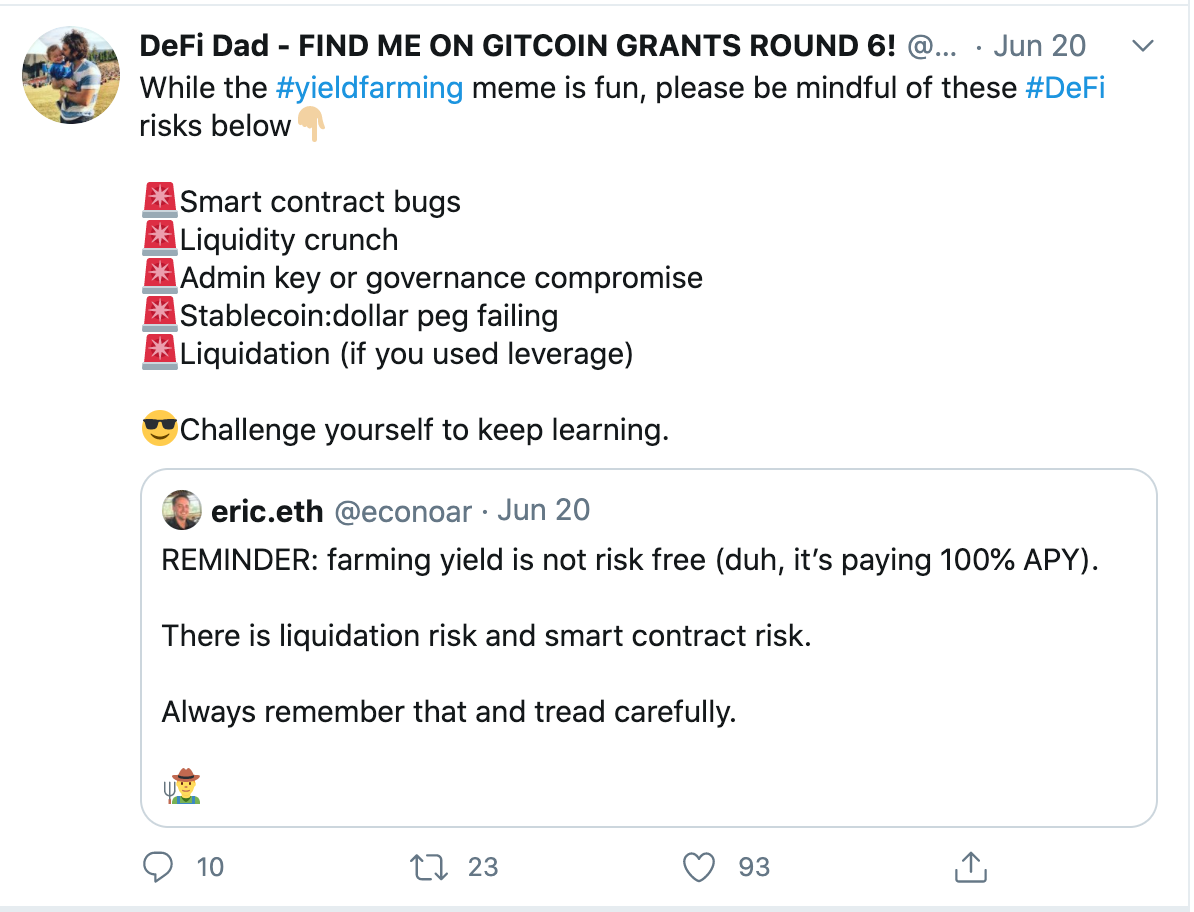 DeFi Dad - FIND ME ON GITCOIN GRANTS ROUND 6! @... · Jun 20
While the #yieldfarming meme is fun, please be mindful of these #DeFi
risks below👇🏼
🚨Smart contract bugs
🚨Liquidity crunch
🚨Admin key or governance compromise
🚨Stablecoin:dollar peg failing
🚨Liquidation (if you used leverage)
😎Challenge yourself to keep learning.
eric.eth @econoar · Jun 20
REMINDER: farming yield is not risk free (duh, it’s paying 100% APY).
There is liquidation risk and smart contract risk.
Always remember that and tread carefully.
👨‍🌾
10 23 93